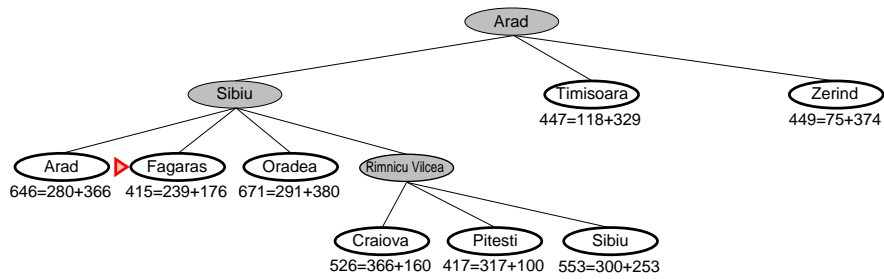 Arad
Sibiu Timisoara Zerind
447=118+329 449=75+374
Arad Fagaras Oradea Rimnicu Vilcea
646=280+366 415=239+176 671=291+380
Craiova Pitesti Sibiu
526=366+160 417=317+100 553=300+253